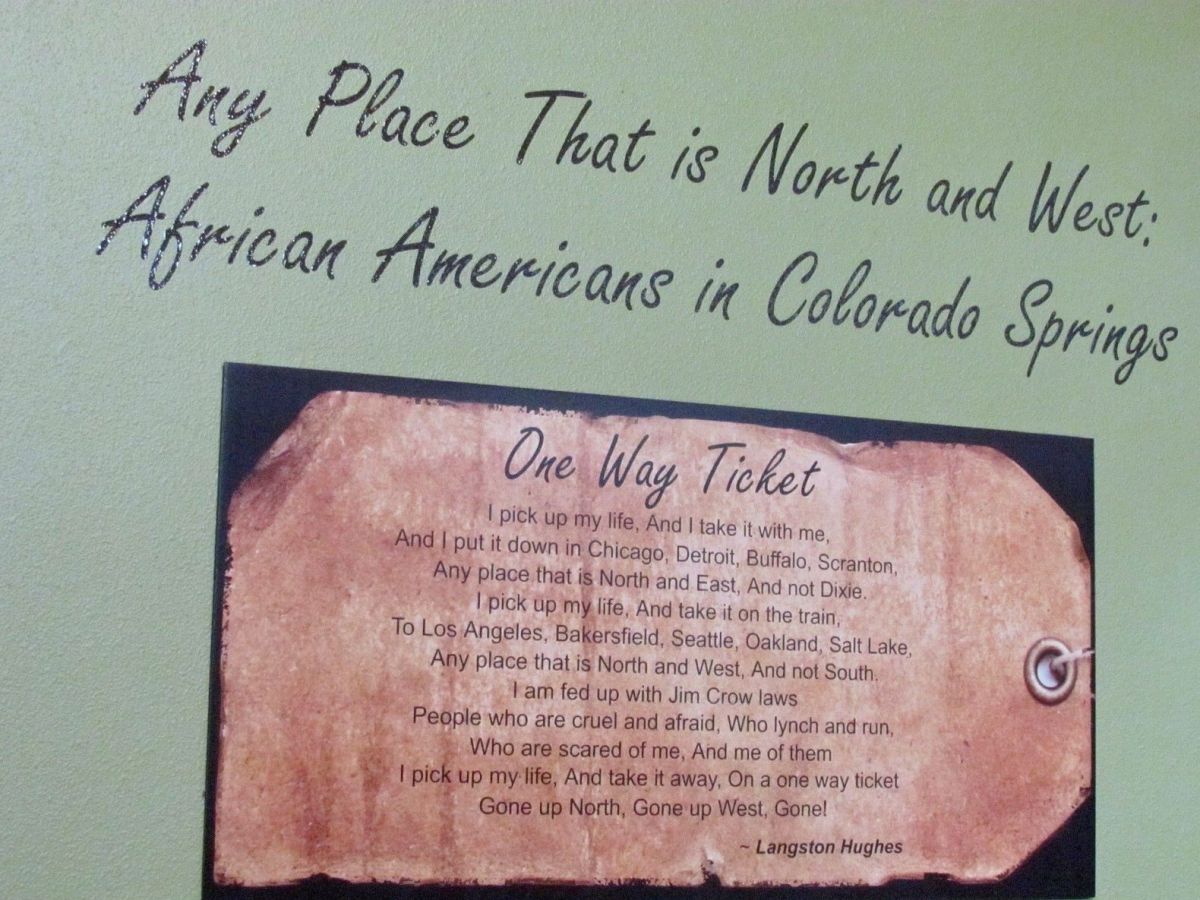 Any Place That is North and West:
African Americans in Colorado Springs
One Way Ticket
I pick up my life, And I take it with me,
And I put it down in Chicago, Detroit, Buffalo, Scranton,
Any place that is North and East, And not Dixie.
I pick up my life, And take it on the train,
To Los Angeles, Bakersfield, Seattle, Oakland, Salt Lake,
Any place that is North and West, And not South.
I am fed up with Jim Crow laws
People who are cruel and afraid, Who lynch and run,
Who are scared of me, And me of them
I pick up my life, And take it away, On a one way ticket
Gone up North, Gone up West, Gone!
~ Langston Hughes